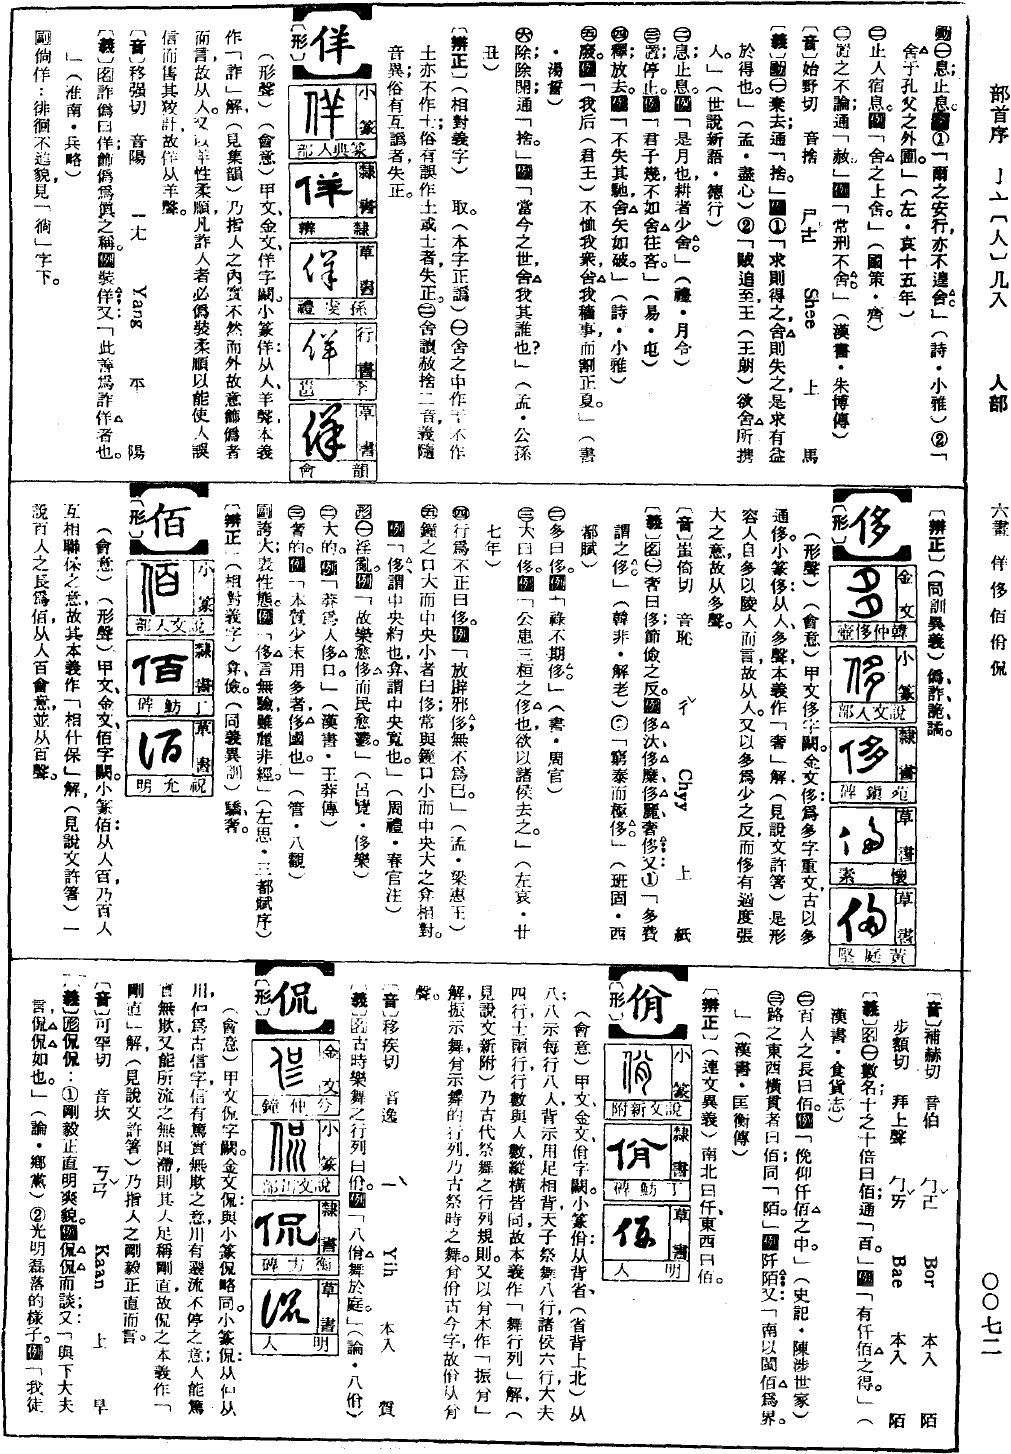 部首序 亅亠「人」儿入 人部 六畫 佯侈佰佾侃 〇〇七二
動㊀息;止息。例①「爾之安行,亦不遑舍。」(詩・小雅)②「
舍于孔父之外圃。」(左・哀十五年)
㊁止人宿息。例「舍之上舍。」(國策・齊)
㊂置之不論,通「赦」。例「常刑不舍。」(漢書・朱博傳)
〔音〕始野切 音捨 ㄕㄜˇ Shee 上 馬
〔義〕動㊀棄去,通「捨」。例①「求則得之,舍則失之,是求有益
於得也。」(孟・盡心)②「賊追至,王(王朗)欲舍所携
人。」(世說新語・德行)
㊁息;止息。例「是月也,耕者少舍。」(禮・月令)
㊂置;停止。例「君子幾,不如舍,往吝。」(易・屯)
㊃釋;放去。例「不失其馳,舍矢如破。」(詩・小雅)
㊄廢。例「我后(君王)不恤我衆,舍我穡事而割正夏。」(書
・湯誓)
㊅除;除開,通「捨。」例「當今之世,舍我其誰也?」(孟・公孫
丑)
〔辨正〕(相對義字) 取。(本字正譌)㊀舍之中作干,不作
土,亦不作土,俗有誤作土或士者,失正。㊁舍讀赦捨二音,義隨
音異;俗有互譌者,失正。
佯
〔形〕
小篆 篆典人部
隸書 隸辨
草書 孫虔禮
行書 李邕
草書 草韻會
(形聲)(會意)甲文、金文佯字闕。小篆佯:从人、羊聲,本義
作「詐」解,(見集韻)乃指人之內實不然而外故意飾僞者
而言,故从人。又以羊性柔順,凡詐人者必僞裝柔順以能使人誤
信而售其狡計,故佯从羊聲。
〔音〕移强切 音陽 ㄧㄤˊ Yang 平 陽
〔義〕名詐僞曰佯;飾僞爲眞之稱。例裝佯;又「此善爲詐佯者也。
」(淮南・兵略)
副倘佯:徘徊不進貌,見「倘」字下。
〔辨正〕(同訓異義)僞、詐、詭、譎。
侈
〔形〕
金文 韓仲侈壺
小篆 說文人部
隸書 苑鎮碑
草書 懷素
草書 黃庭堅
(形聲)(會意)甲文侈字闕。金文侈:爲多字重文,古以多
通侈。小篆侈:从人、多聲,本義作「奢」解,(見說文許箸)是形
容人自多以陵人而言,故从人。又以多爲少之反,而侈有過度張
大之意,故从多聲。
〔音〕蚩倚切 音恥 ㄔˇ Chyy 上 紙
〔義〕名㊀奢曰侈;節儉之反。例侈汰、侈糜、侈麗、奢侈;又①「多費
謂之侈。」(韓非・解老)②「窮泰而極侈。」(班固・西
都賦)
㊁多曰侈。例「祿不期侈。」(書・周官)
㊂大曰侈。例「公患三桓之侈也,欲以諸侯去之。」(左哀・廿
七年)
㊃行爲不正曰侈。例「放辟邪侈,無不爲已。」(孟・梁惠王)
㊄鐘之口大而中央小者曰侈;常與鐘口小而中央大之弇相對。
例「侈,謂中央約也;弇,謂中央寬也。」(周禮・春官注)
形㊀淫亂。例「故樂愈侈而民愈鬱。」(呂覽・侈樂)
㊁大的。例「莽爲人侈口。」(漢書・王莽傳)
㊂奢的。例「本質少末用多者,侈國也。」(管・八觀)
副誇大;表性態。例「侈言無驗,雖麗非經。」(左思・三都賦序)
〔辨正〕(相對義字)弇、儉。(同義異訓)驕、奢。
佰
〔形〕
小篆 說文人部
隸書 丁魴碑
草書 祝允明
(會意)(形聲)甲文、金文佰字闕。小篆佰:从人百,乃百人
互相聯保之意,故其本義作「相什保」解,(見說文許箸)一
說百人之長爲佰,从人百會意,並从百聲。
〔音〕補赫切 音伯 ㄅㄛˊ Bor 本入 陌
步額切 拜上聲 ㄅㄞˇ Bae 本入 陌
〔義〕名㊀數名;十之十倍曰佰;通「百。」例「有仟佰之得。」(
漢書・食貨志)
㊁百人之長曰佰。例「俛仰仟佰之中。」(史記・陳涉世家)
㊂路之東西橫貫者曰佰;同「陌。」例阡陌;又「南以閩佰爲界。
」(漢書・匡衡傳)
〔辨正〕(連文異義)南北曰仟,東西曰佰。
佾
〔形〕
小篆 說文新附
隸書 丁魴碑
草書 明人
(會意)甲文、金文佾字闕。小篆佾:从背省、(省背上北)从
八,八示每行八人,背示用足相背,天子祭舞八行,諸侯六行,大夫
四行,士兩行,行數與人數縱橫皆同,故本義作「舞行列」解,(
見說文新附)乃古代祭舞之行列規則。又以㑞木作「振㑞」
解,振示舞,㑞示舞的行列,乃古祭時之舞。㑞佾古今字,故佾从㑞
聲。
〔音〕移疾切 音逸 ㄧˋ Yih 本入 質
〔義〕名古時樂舞之行列曰佾。例「八佾舞於庭。」(論・八佾)
侃
〔形〕
金文 兮仲鐘
小篆 說文川部
隸書 衡方碑
草書 明人
(會意)甲文侃字闕。金文侃:與小篆侃略同。小篆侃:从㐰从
川,㐰爲古信字,信有篤實無欺之意;川有養流不停之意;人能篤
實無欺又能所流之無阻滯,則其人足稱剛直,故侃之本義作「
剛直」解,(見說文許箸)乃指人之剛毅正直而言。
〔音〕可罕切 音坎 ㄎㄢˇ Kaan 上 旱
〔義〕形侃侃:①剛毅正直明爽貌。例侃侃而談;又「與下大夫
言,侃侃如也。」(論・鄉黨)②光明磊落的樣子。例「我徒